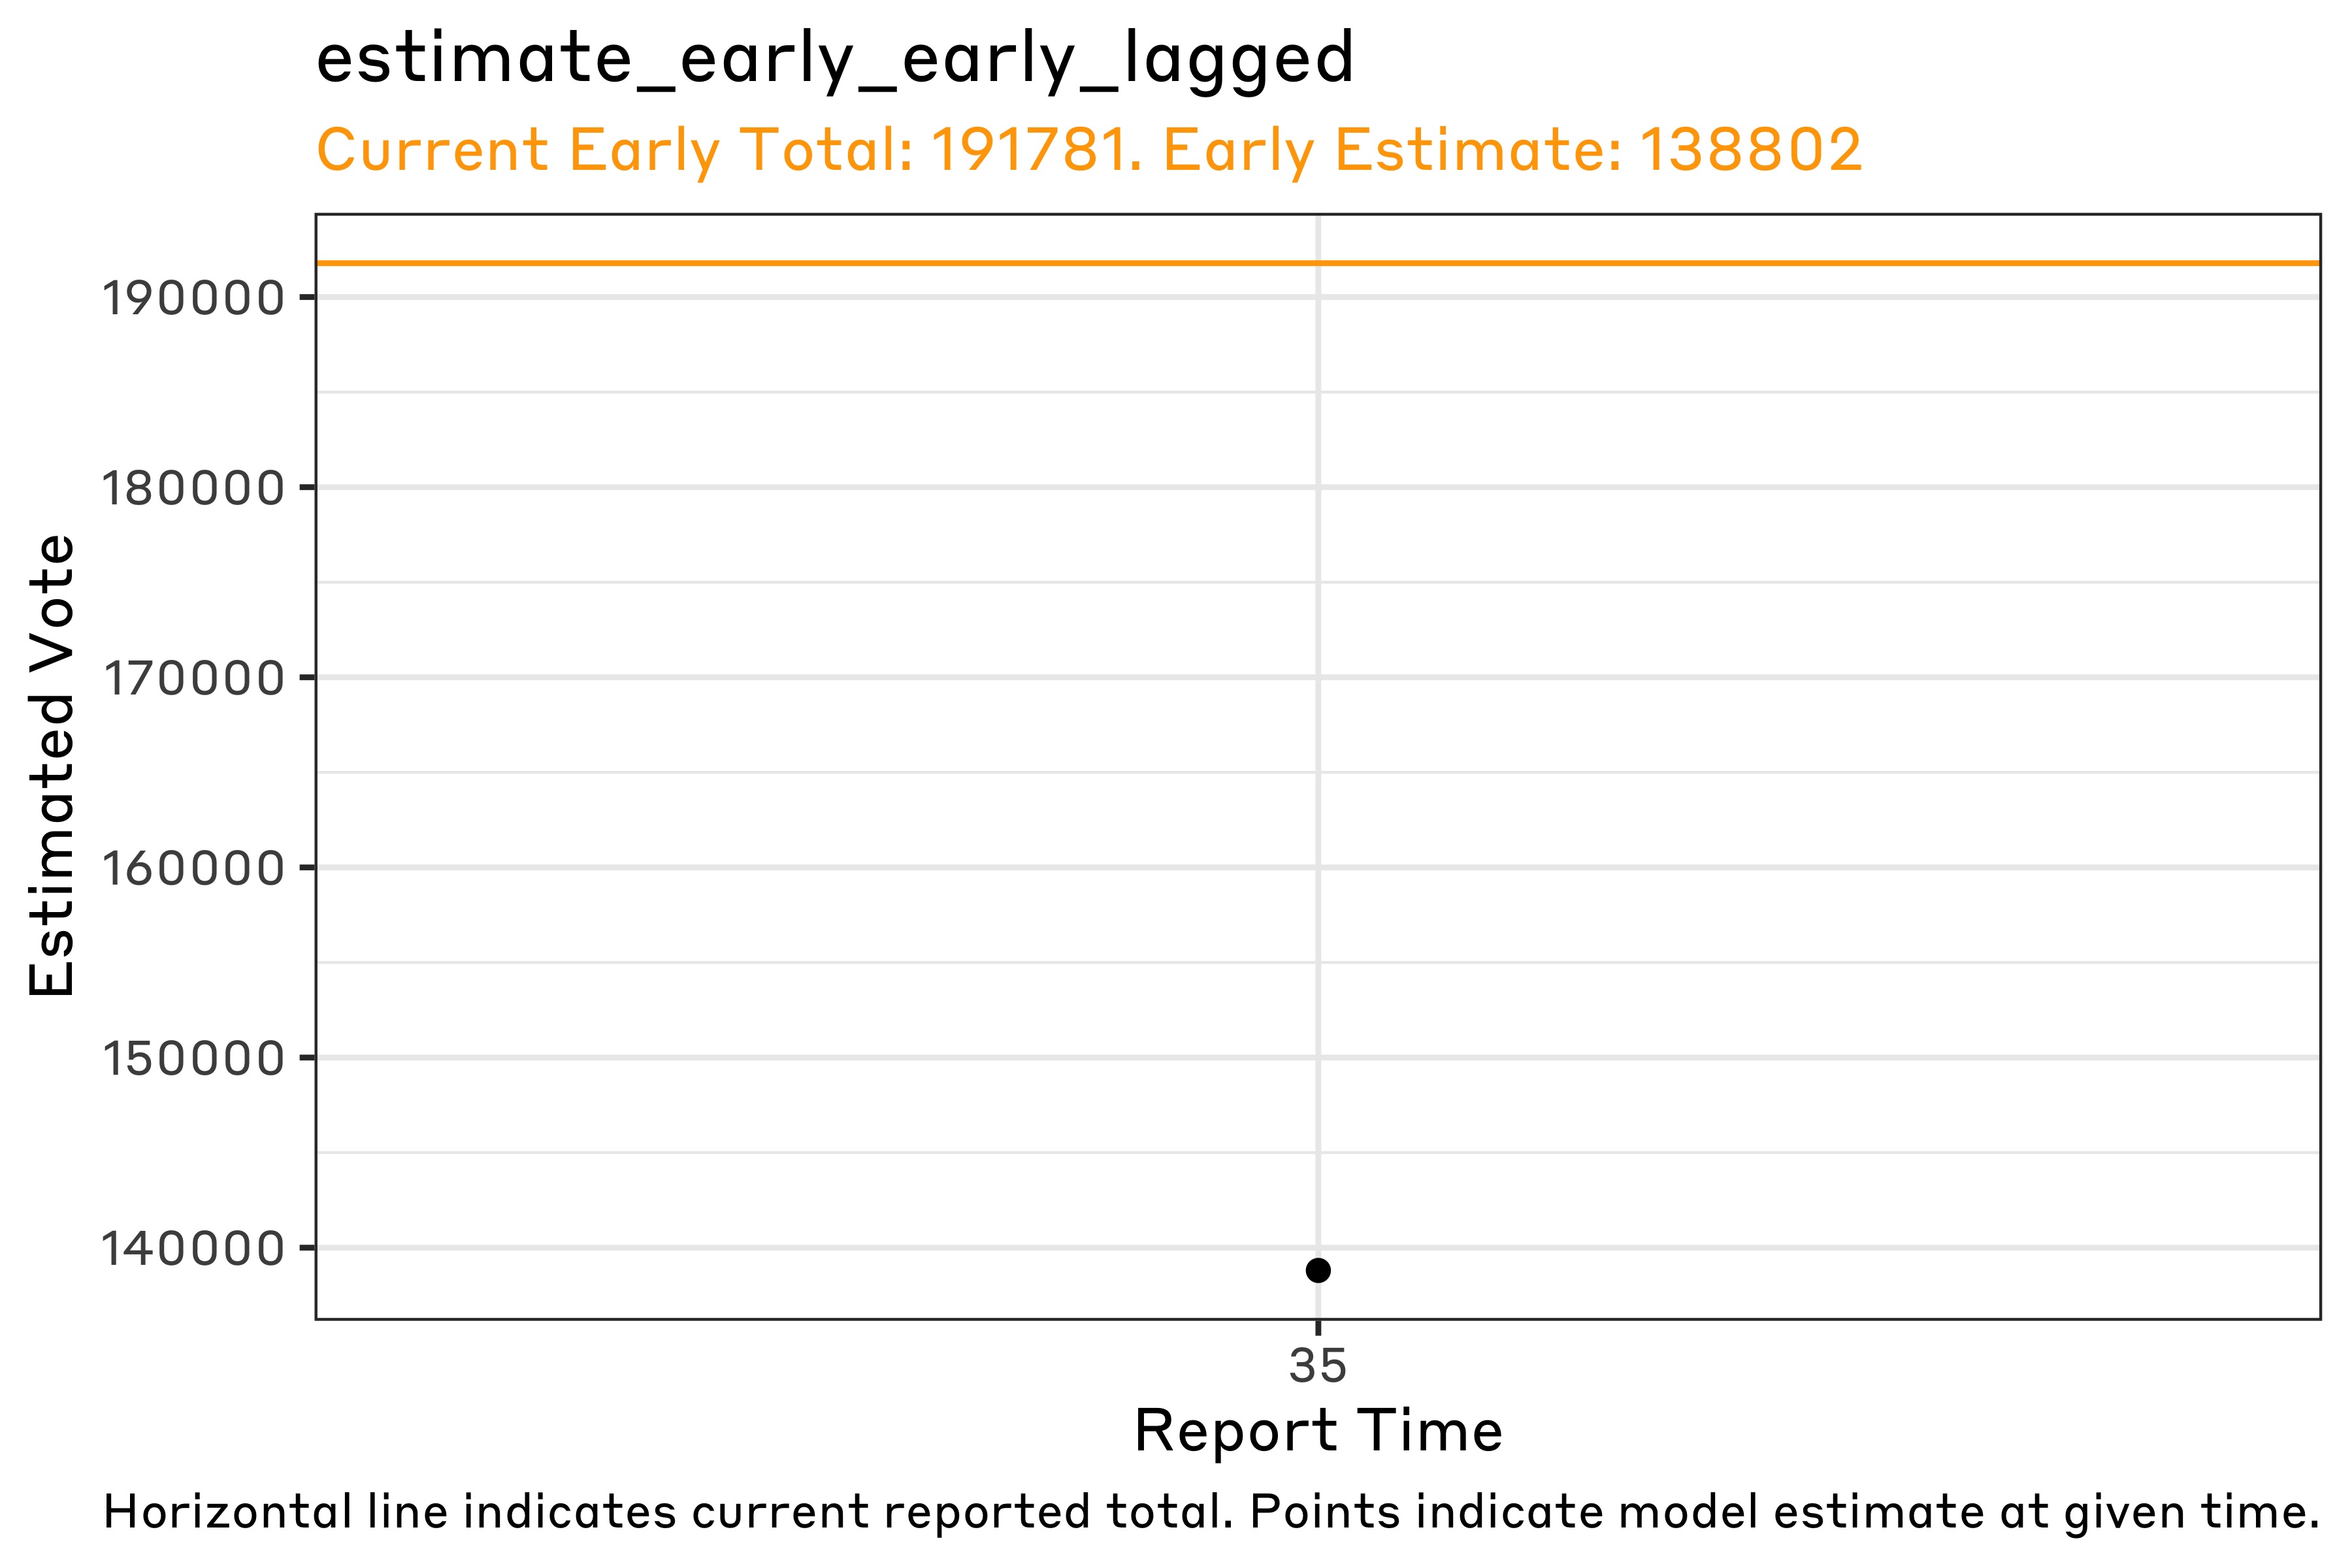 estimate_early_early_lagged
Current Early Total: 191781. Early Estimate: 138802
Estimated Vote
190000
180000
170000
160000
150000
140000
35
Report Time
Horizontal line indicates current reported total. Points indicate model estimate at given time.